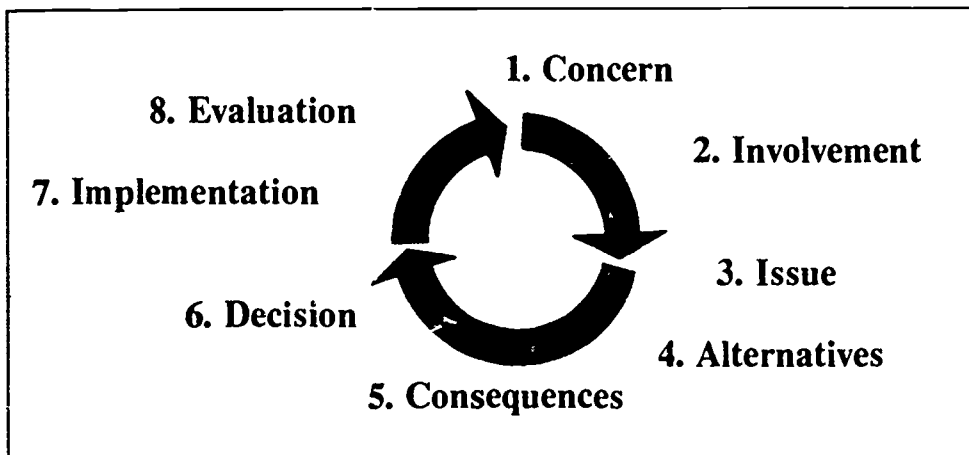 1. Concern
2. Involvement
3. Issue
4. Alternatives
5. Consequences
6. Decision
7. Implementation
8. Evaluation